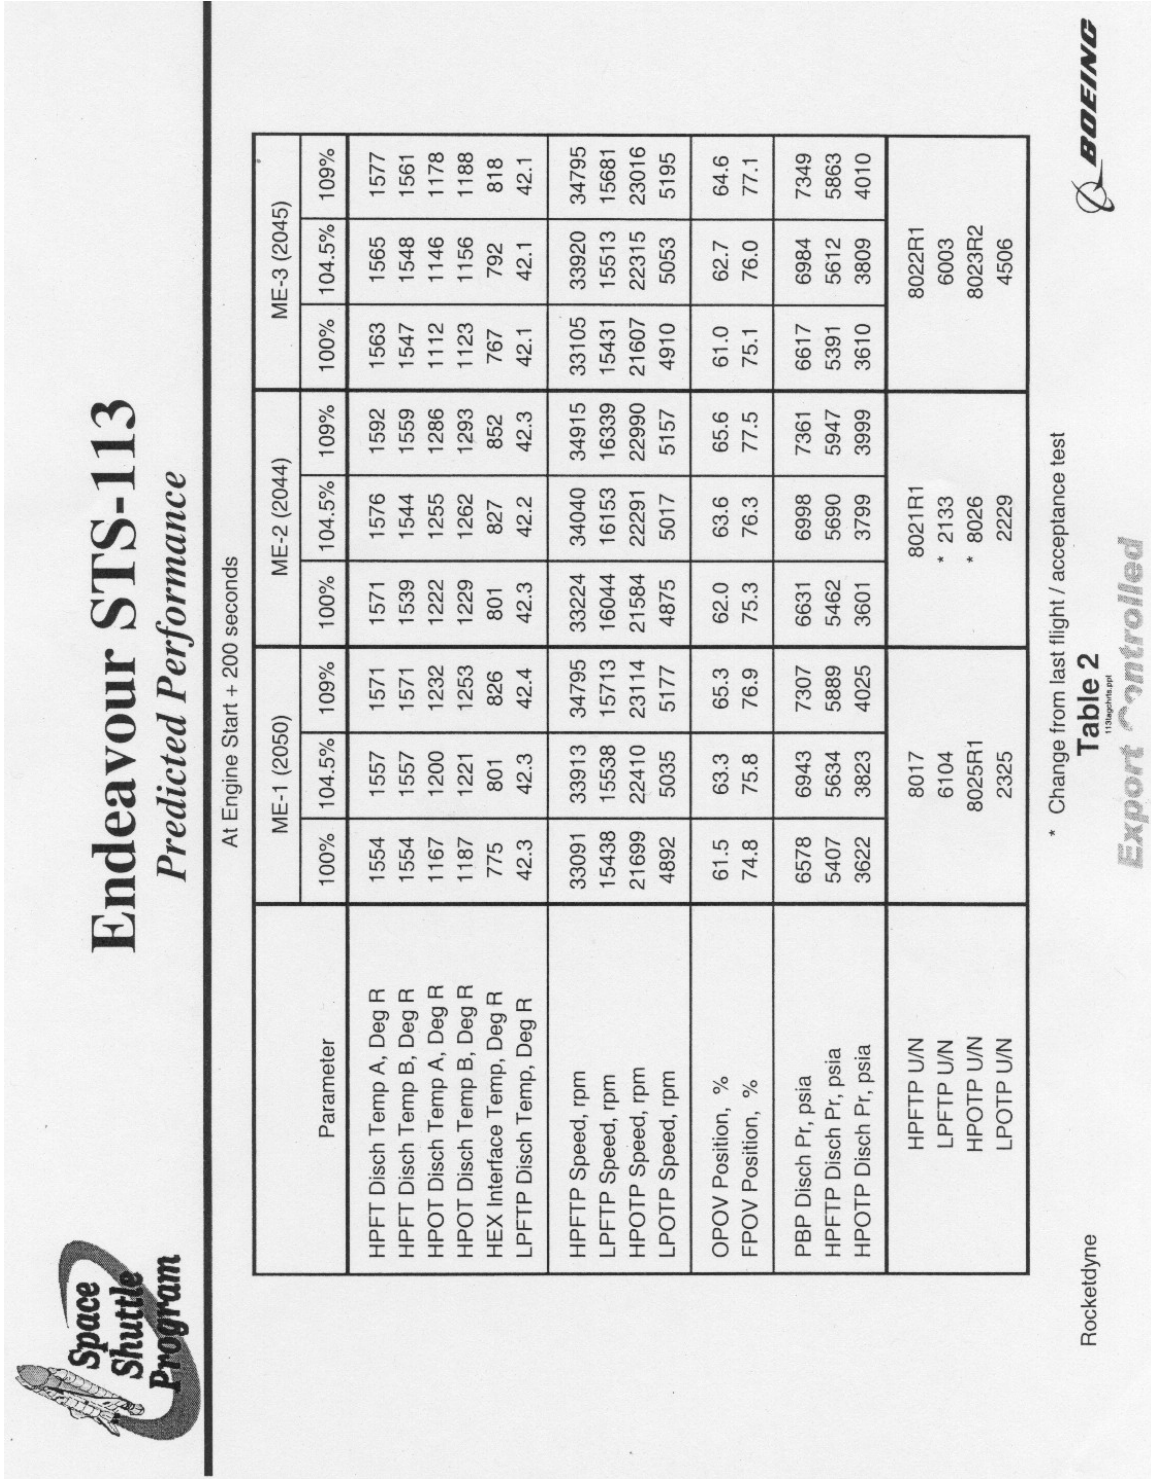 Space
Shuttle
Program
Endeavour STS-113
Predicted Performance
At Engine Start + 200 seconds
Parameter ME-1 (2050) ME-2 (2044) ME-3 (2045)
100% 104.5% 109% 100% 104.5% 109% 100% 104.5% 109%
HPFT Disch Temp A, Deg R 1554 1557 1571 1571 1576 1592 1563 1565 1577
HPFT Disch Temp B, Deg R 1554 1557 1571 1539 1544 1559 1547 1548 1561
HPOT Disch Temp A, Deg R 1167 1200 1232 1222 1255 1286 1112 1146 1178
HPOT Disch Temp B, Deg R 1187 1221 1253 1229 1262 1293 1123 1156 1188
HEX Interface Temp, Deg R 775 801 826 801 827 852 767 792 818
LPFTP Disch Temp, Deg R 42.3 42.3 42.4 42.3 42.2 42.3 42.1 42.1 42.1
HPFTP Speed, rpm 33091 33913 34795 33224 34040 34915 33105 33920 34795
LPFTP Speed, rpm 15438 15538 15713 16044 16153 16339 15431 15513 15681
HPOTP Speed, rpm 21699 22410 23114 21584 22291 22990 21607 22315 23016
LPOTP Speed, rpm 4892 5035 5177 4875 5017 5157 4910 5053 5195
OPOV Position, % 61.5 63.3 65.3 62.0 63.6 65.6 61.0 62.7 64.6
FPOV Position, % 74.8 75.8 76.9 75.3 76.3 77.5 75.1 76.0 77.1
PBP Disch Pr, psia 6578 6943 7307 6631 6998 7361 6617 6984 7349
HPFTP Disch Pr, psia 5407 5634 5889 5462 5690 5947 5391 5612 5863
HPOTP Disch Pr, psia 3622 3823 4025 3601 3799 3999 3610 3809 4010
HPFTP U/N 8017 8021R1 8022R1
LPFTP U/N 6104 * 2133 6003
HPOTP U/N 8025R1 * 8026 8023R2
LPOTP U/N 2325 2229 4506
* Change from last flight / acceptance test
Rocketdyne
Table 2
BOEING
Export Controlled